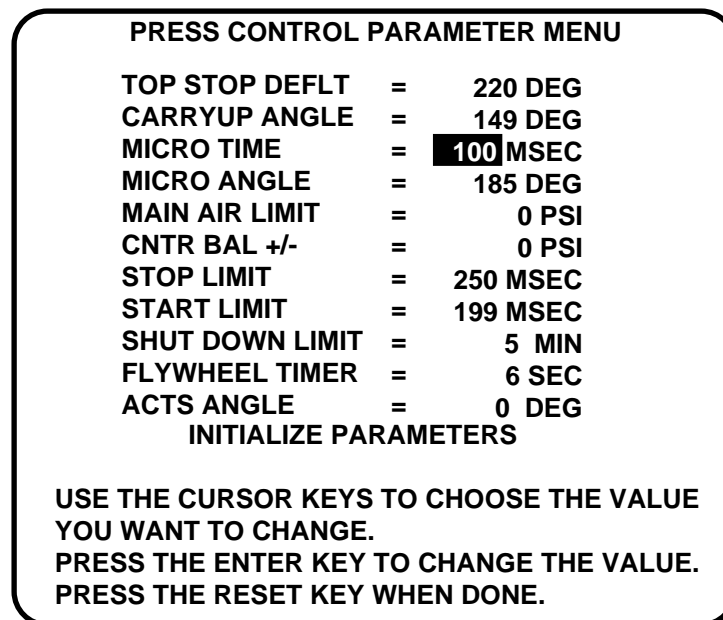 PRESS CONTROL PARAMETER MENU
TOP STOP DEFLT = 220 DEG
CARRYUP ANGLE = 149 DEG
MICRO TIME = 100 MSEC
MICRO ANGLE = 185 DEG
MAIN AIR LIMIT = 0 PSI
CNTR BAL +/- = 0 PSI
STOP LIMIT = 250 MSEC
START LIMIT = 199 MSEC
SHUT DOWN LIMIT = 5 MIN
FLYWHEEL TIMER = 6 SEC
ACTS ANGLE = 0 DEG
INITIALIZE PARAMETERS
USE THE CURSOR KEYS TO CHOOSE THE VALUE
YOU WANT TO CHANGE.
PRESS THE ENTER KEY TO CHANGE THE VALUE.
PRESS THE RESET KEY WHEN DONE.